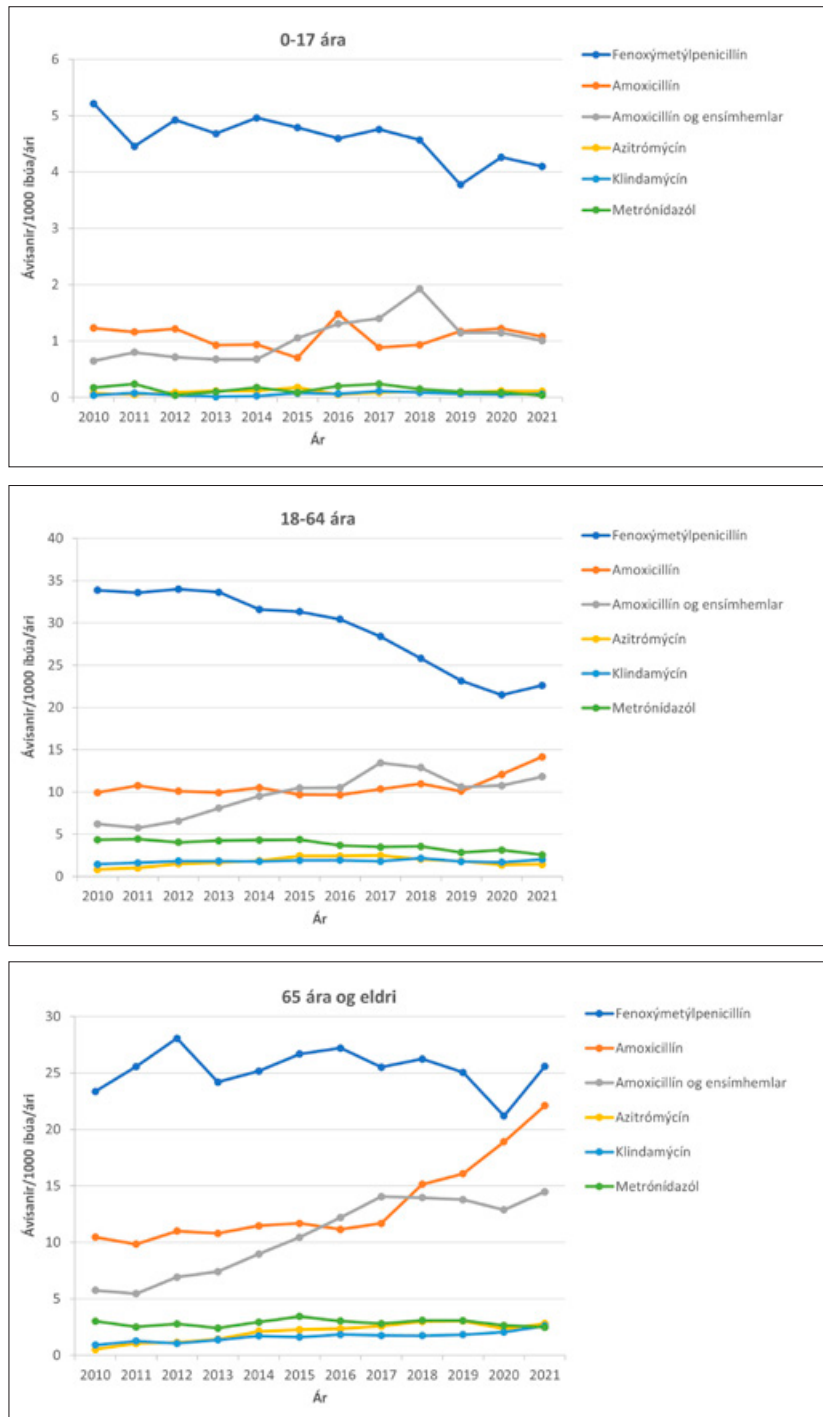 0-17 ára
Ávísanir/1000 íbúa/ári
6
5
4
3
2
1
0
2010 2011 2012 2013 2014 2015 2016 2017 2018 2019 2020 2021
Ár
Fenoxýmetýlpenicillín
Amoxicillín
Amoxicillín og ensímhemlar
Azitrómýcín
Klindamýcín
Metrónídazól
18-64 ára
Ávísanir/1000 íbúa/ári
40
35
30
25
20
15
10
5
0
2010 2011 2012 2013 2014 2015 2016 2017 2018 2019 2020 2021
Ár
Fenoxýmetýlpenicillín
Amoxicillín
Amoxicillín og ensímhemlar
Azitrómýcín
Klindamýcín
Metrónídazól
65 ára og eldri
Ávísanir/1000 íbúa/ári
30
25
20
15
10
5
0
2010 2011 2012 2013 2014 2015 2016 2017 2018 2019 2020 2021
Ár
Fenoxýmetýlpenicillín
Amoxicillín
Amoxicillín og ensímhemlar
Azitrómýcín
Klindamýcín
Metrónídazól